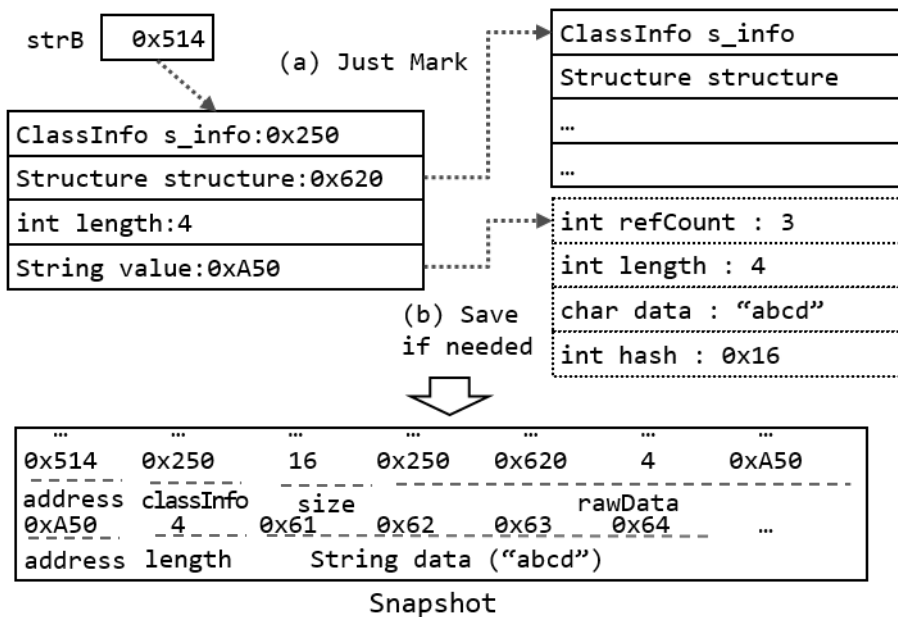 strB 0x514
(a) Just Mark
ClassInfo s_info:0x250
Structure structure:0x620
int length:4
String value:0xA50
ClassInfo s_info
Structure structure
…
…
int refCount : 3
int length : 4
char data : “abcd”
int hash : 0x16
(b) Save
if needed
… … … … … … …
0x514 0x250 16 0x250 0x620 4 0xA50
address classInfo size rawData
0xA50 4 0x61 0x62 0x63 0x64 …
address length String data (“abcd”)
Snapshot